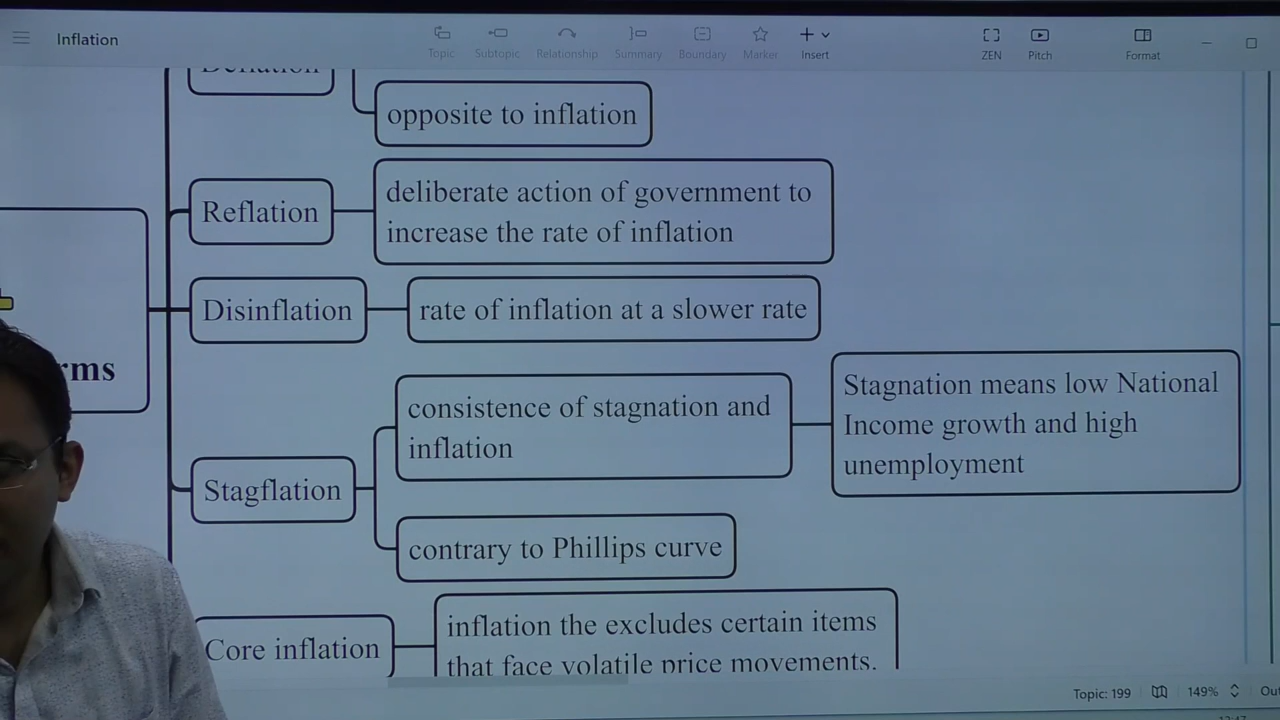 Inflation
Topic
Subtopic
Relationship
Summary
Boundary
Marker
Insert
ZEN
Pitch
Format
Deflation
opposite to inflation
Reflation
deliberate action of government to
increase the rate of inflation
Disinflation
rate of inflation at a slower rate
rms
Stagflation
consistence of stagnation and
inflation
Stagnation means low National
Income growth and high
unemployment
contrary to Phillips curve
Core inflation
inflation the excludes certain items
that face volatile price movements.
Topic: 199
149%
Out